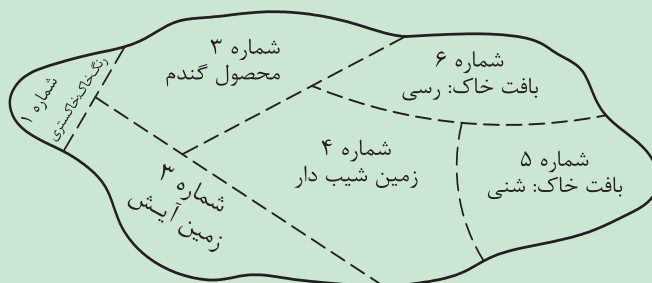 شماره ۶
بافت خاک: رسی
شماره ۳
محصول گندم
شماره ۱
رنگ خاک: خاکستری
شماره ۵
بافت خاک: شنی
شماره ۴
زمین شیب دار
شماره ۳
زمین آیش